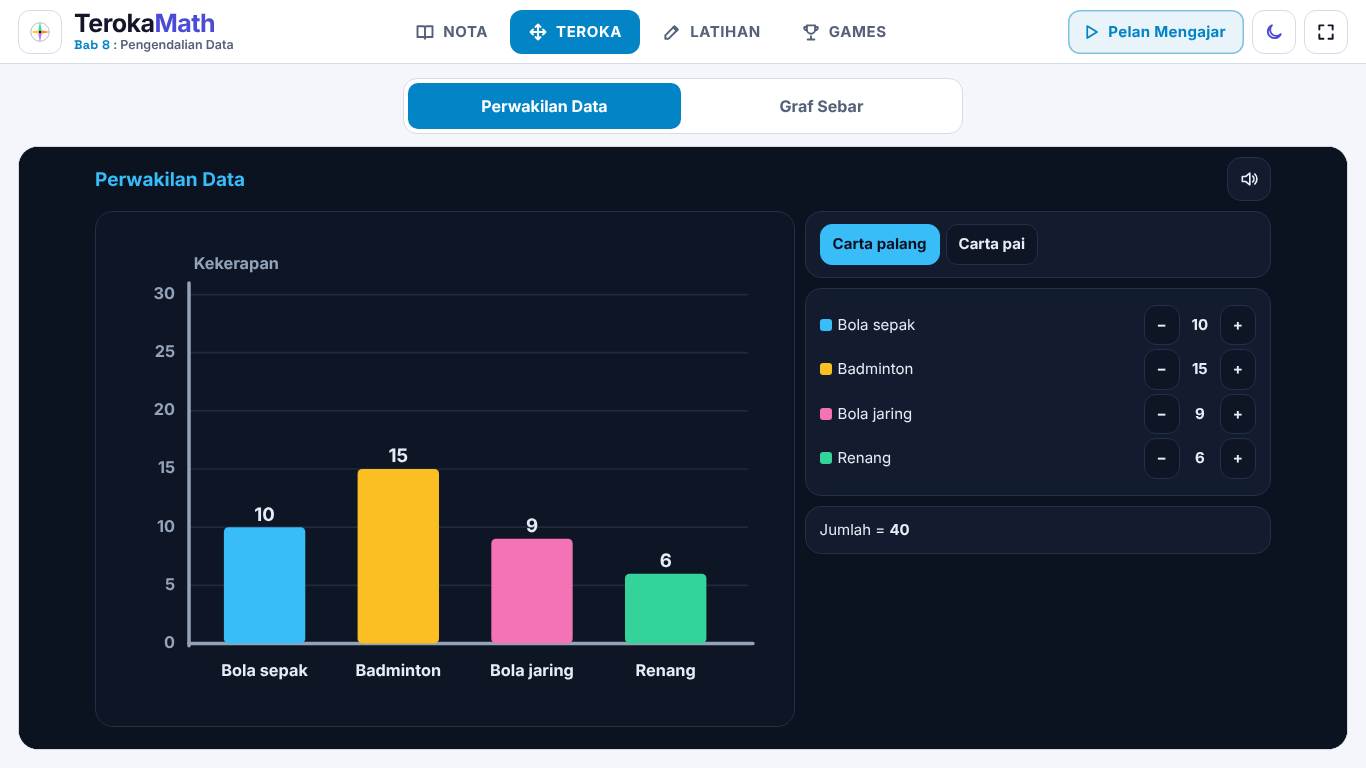 TerokaMath
Bab 8 : Pengendalian Data
NOTA
TEROKA
LATIHAN
GAMES
Pelan Mengajar
Perwakilan Data
Graf Sebar
Perwakilan Data
Kekerapan
30
25
20
15
10
5
0
10
15
9
6
Bola sepak
Badminton
Bola jaring
Renang
Carta palang
Carta pai
Bola sepak − 10 +
Badminton − 15 +
Bola jaring − 9 +
Renang − 6 +
Jumlah = 40